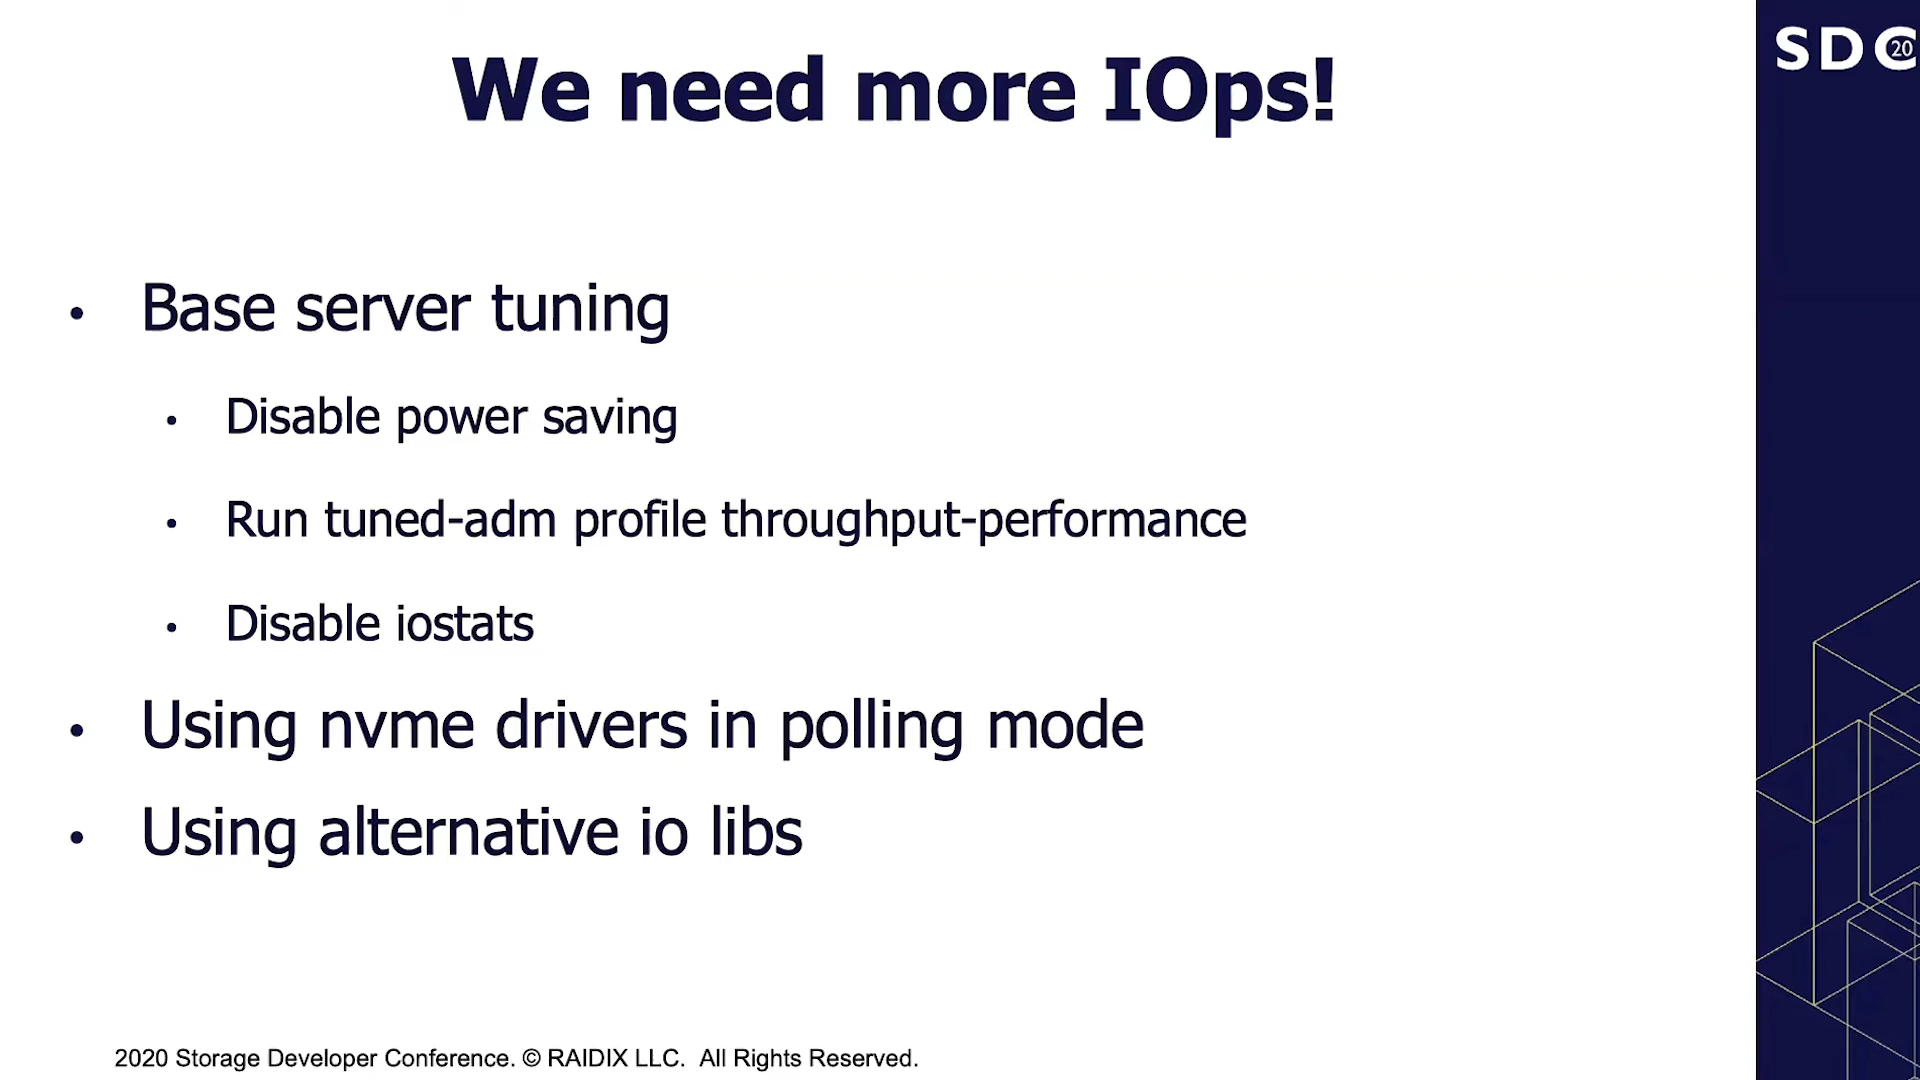 We need more IOps!
SDC 20
• Base server tuning
• Disable power saving
• Run tuned-adm profile throughput-performance
• Disable iostats
• Using nvme drivers in polling mode
• Using alternative io libs
2020 Storage Developer Conference. © RAIDIX LLC. All Rights Reserved.